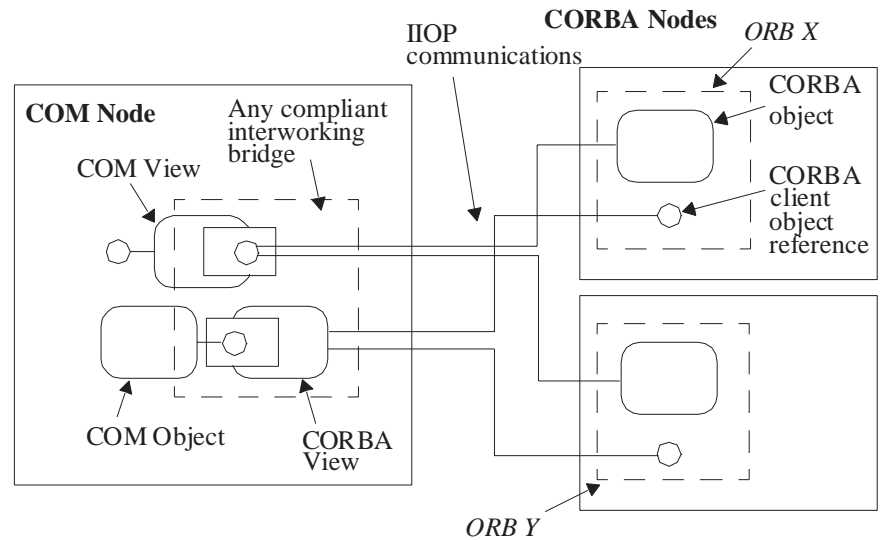 CORBA Nodes
ORB X
IIOP
communications
CORBA
object
COM Node
Any compliant
interworking
bridge
COM View
CORBA
client
object
reference
COM Object
CORBA
View
ORB Y